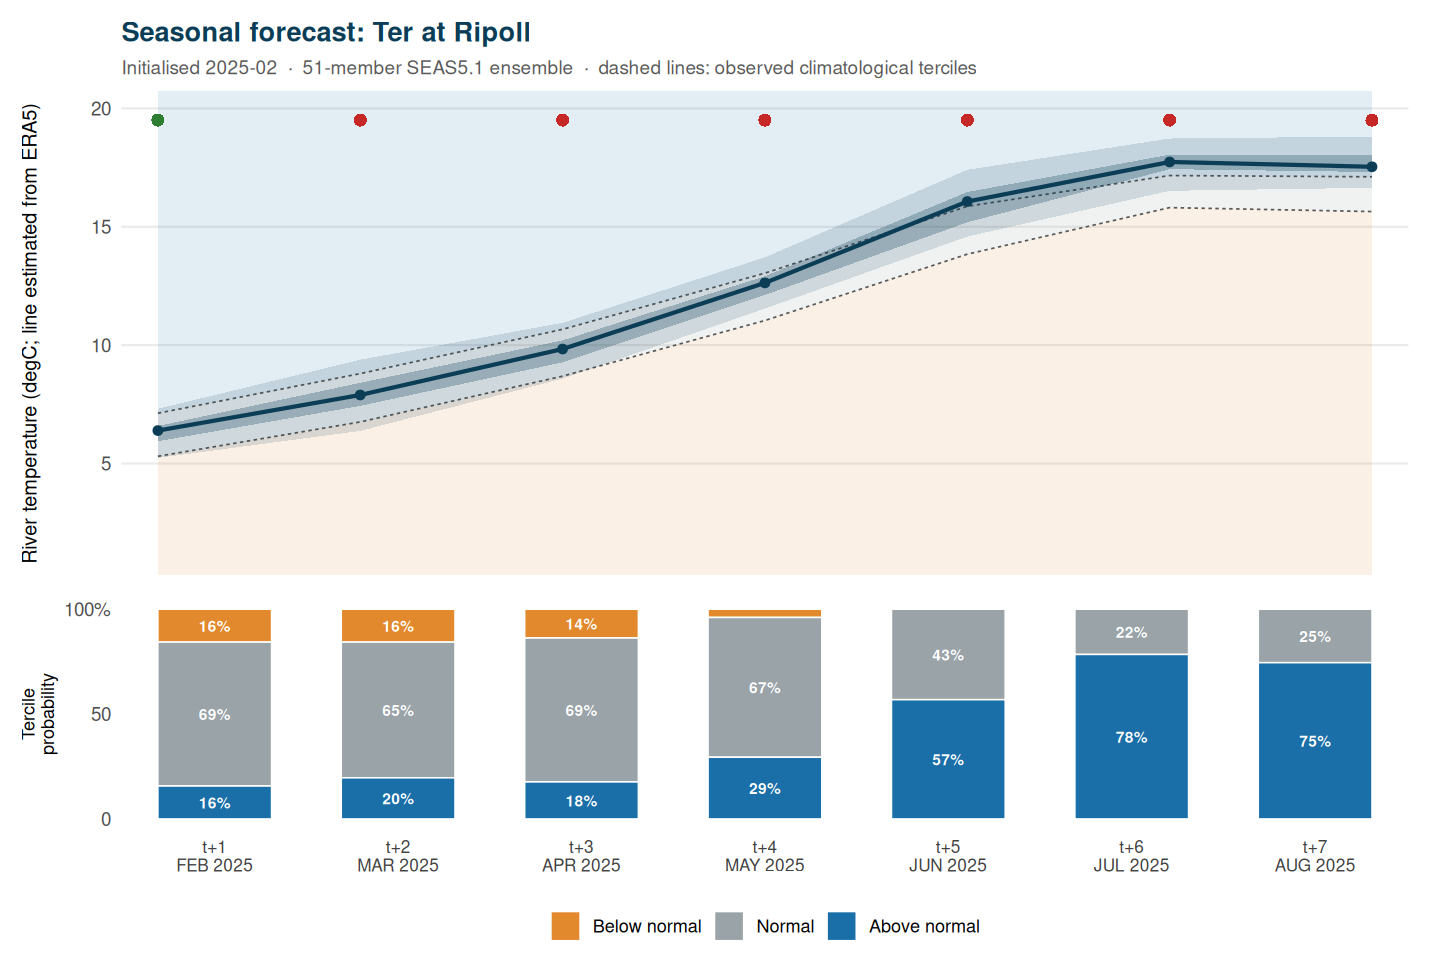 Seasonal forecast: Ter at Ripoll
Initialised 2025-02 · 51-member SEAS5.1 ensemble · dashed lines: observed climatological terciles
River temperature (degC; line estimated from ERA5)
20
15
10
5
Tercile
probability
100%
50
0
16% 16% 14%
69% 65% 69% 67% 43% 22% 25%
16% 20% 18% 29% 57% 78% 75%
t+1 t+2 t+3 t+4 t+5 t+6 t+7
FEB 2025 MAR 2025 APR 2025 MAY 2025 JUN 2025 JUL 2025 AUG 2025
Below normal Normal Above normal